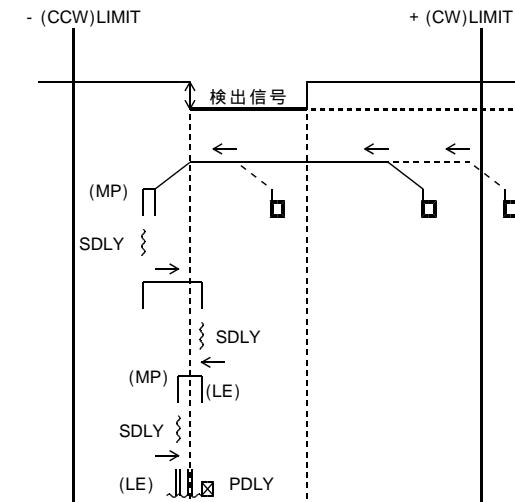 - (CCW)LIMIT
+ (CW)LIMIT
検出信号
(MP)
SDLY
SDLY
(MP)
(LE)
SDLY
(LE)
PDLY